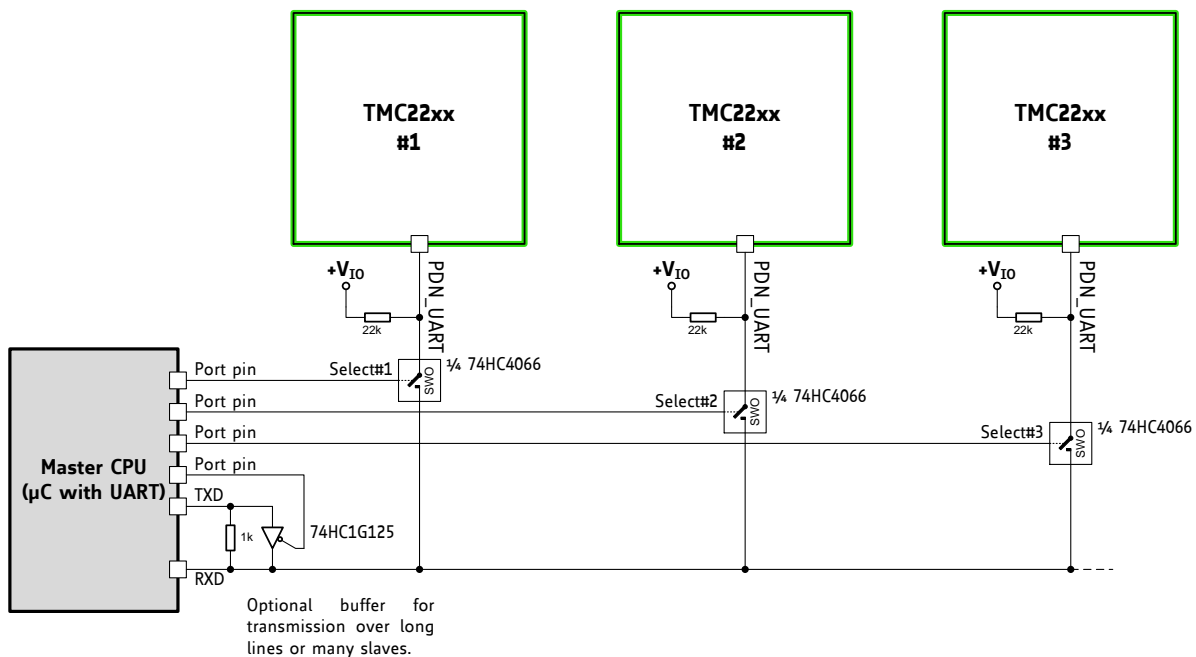 TMC22xx
#1
TMC22xx
#2
TMC22xx
#3
+VIO
22k
PDN_UART
+VIO
22k
PDN_UART
+VIO
22k
PDN_UART
Port pin
Select#1
SWO
¼ 74HC4066
Port pin
Select#2
SWO
¼ 74HC4066
Port pin
Select#3
SWO
¼ 74HC4066
Port pin
Master CPU
(µC with UART)
TXD
1k
74HC1G125
RXD
Optional buffer for
transmission over long
lines or many slaves.